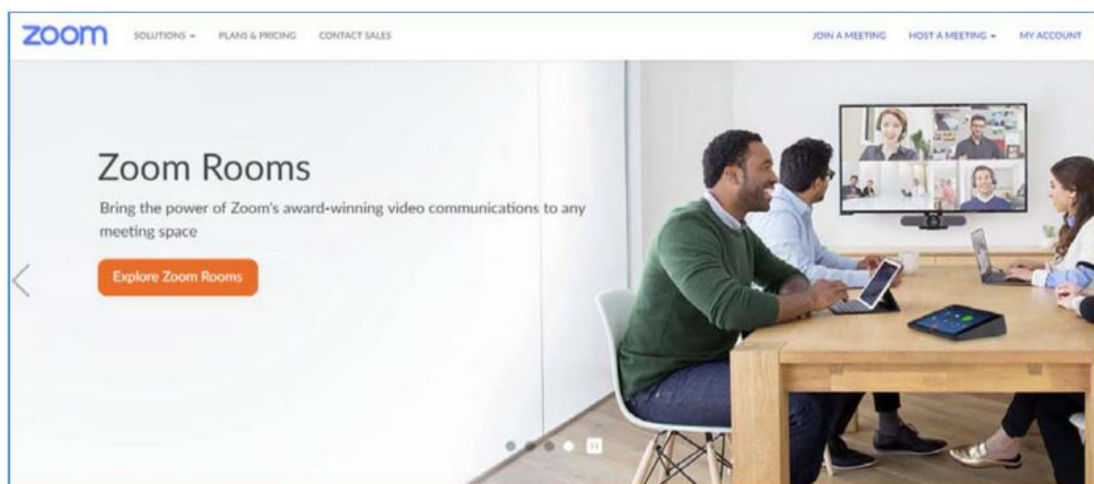 zoom SOLUTIONS PLANS & PRICING CONTACT SALES JOIN A MEETING HOST A MEETING MY ACCOUNT
Zoom Rooms
Bring the power of Zoom's award-winning video communications to any
meeting space
Explore Zoom Rooms